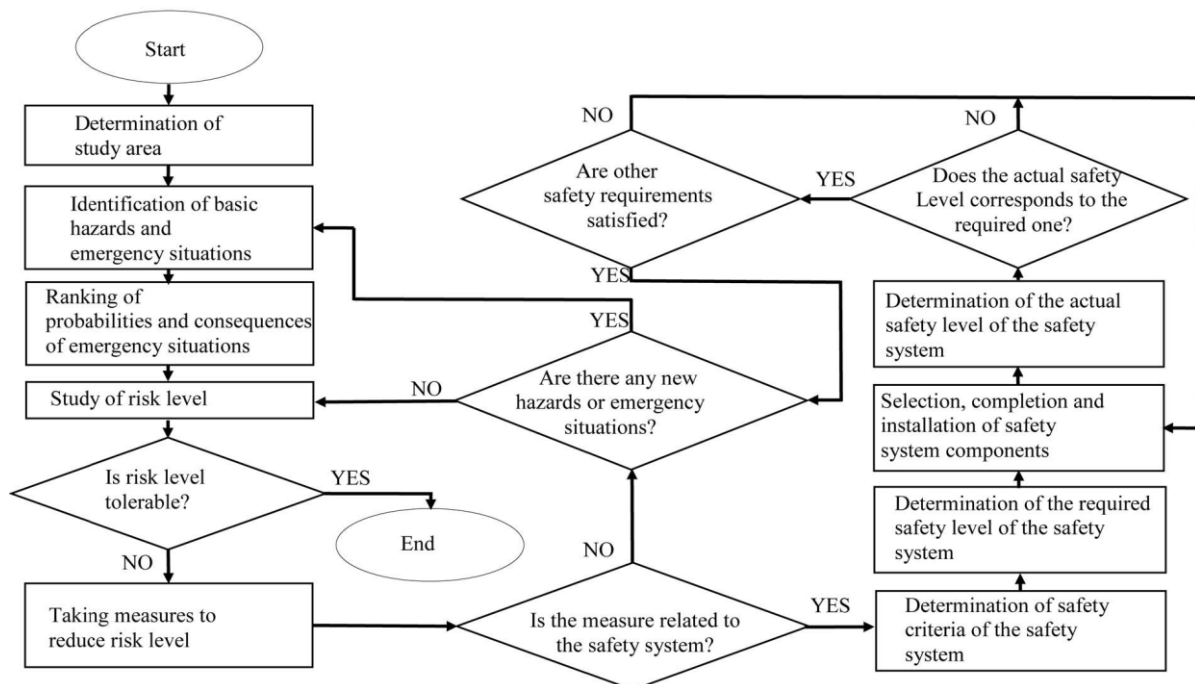 Start
Determination of
study area
Identification of basic
hazards and
emergency situations
Ranking of
probabilities and consequences
of emergency situations
Study of risk level
Is risk level
tolerable?
YES
End
NO
Taking measures to
reduce risk level
Is the measure related to
the safety system?
NO
YES
Are there any new
hazards or emergency
situations?
NO
YES
Determination of safety
criteria of the safety
system
Determination of the required
safety level of the safety
system
Selection, completion and
installation of safety
system components
Determination of the actual
safety level of the safety
system
Does the actual safety
Level corresponds to the
required one?
NO
YES
Are other
safety requirements
satisfied?
NO
YES